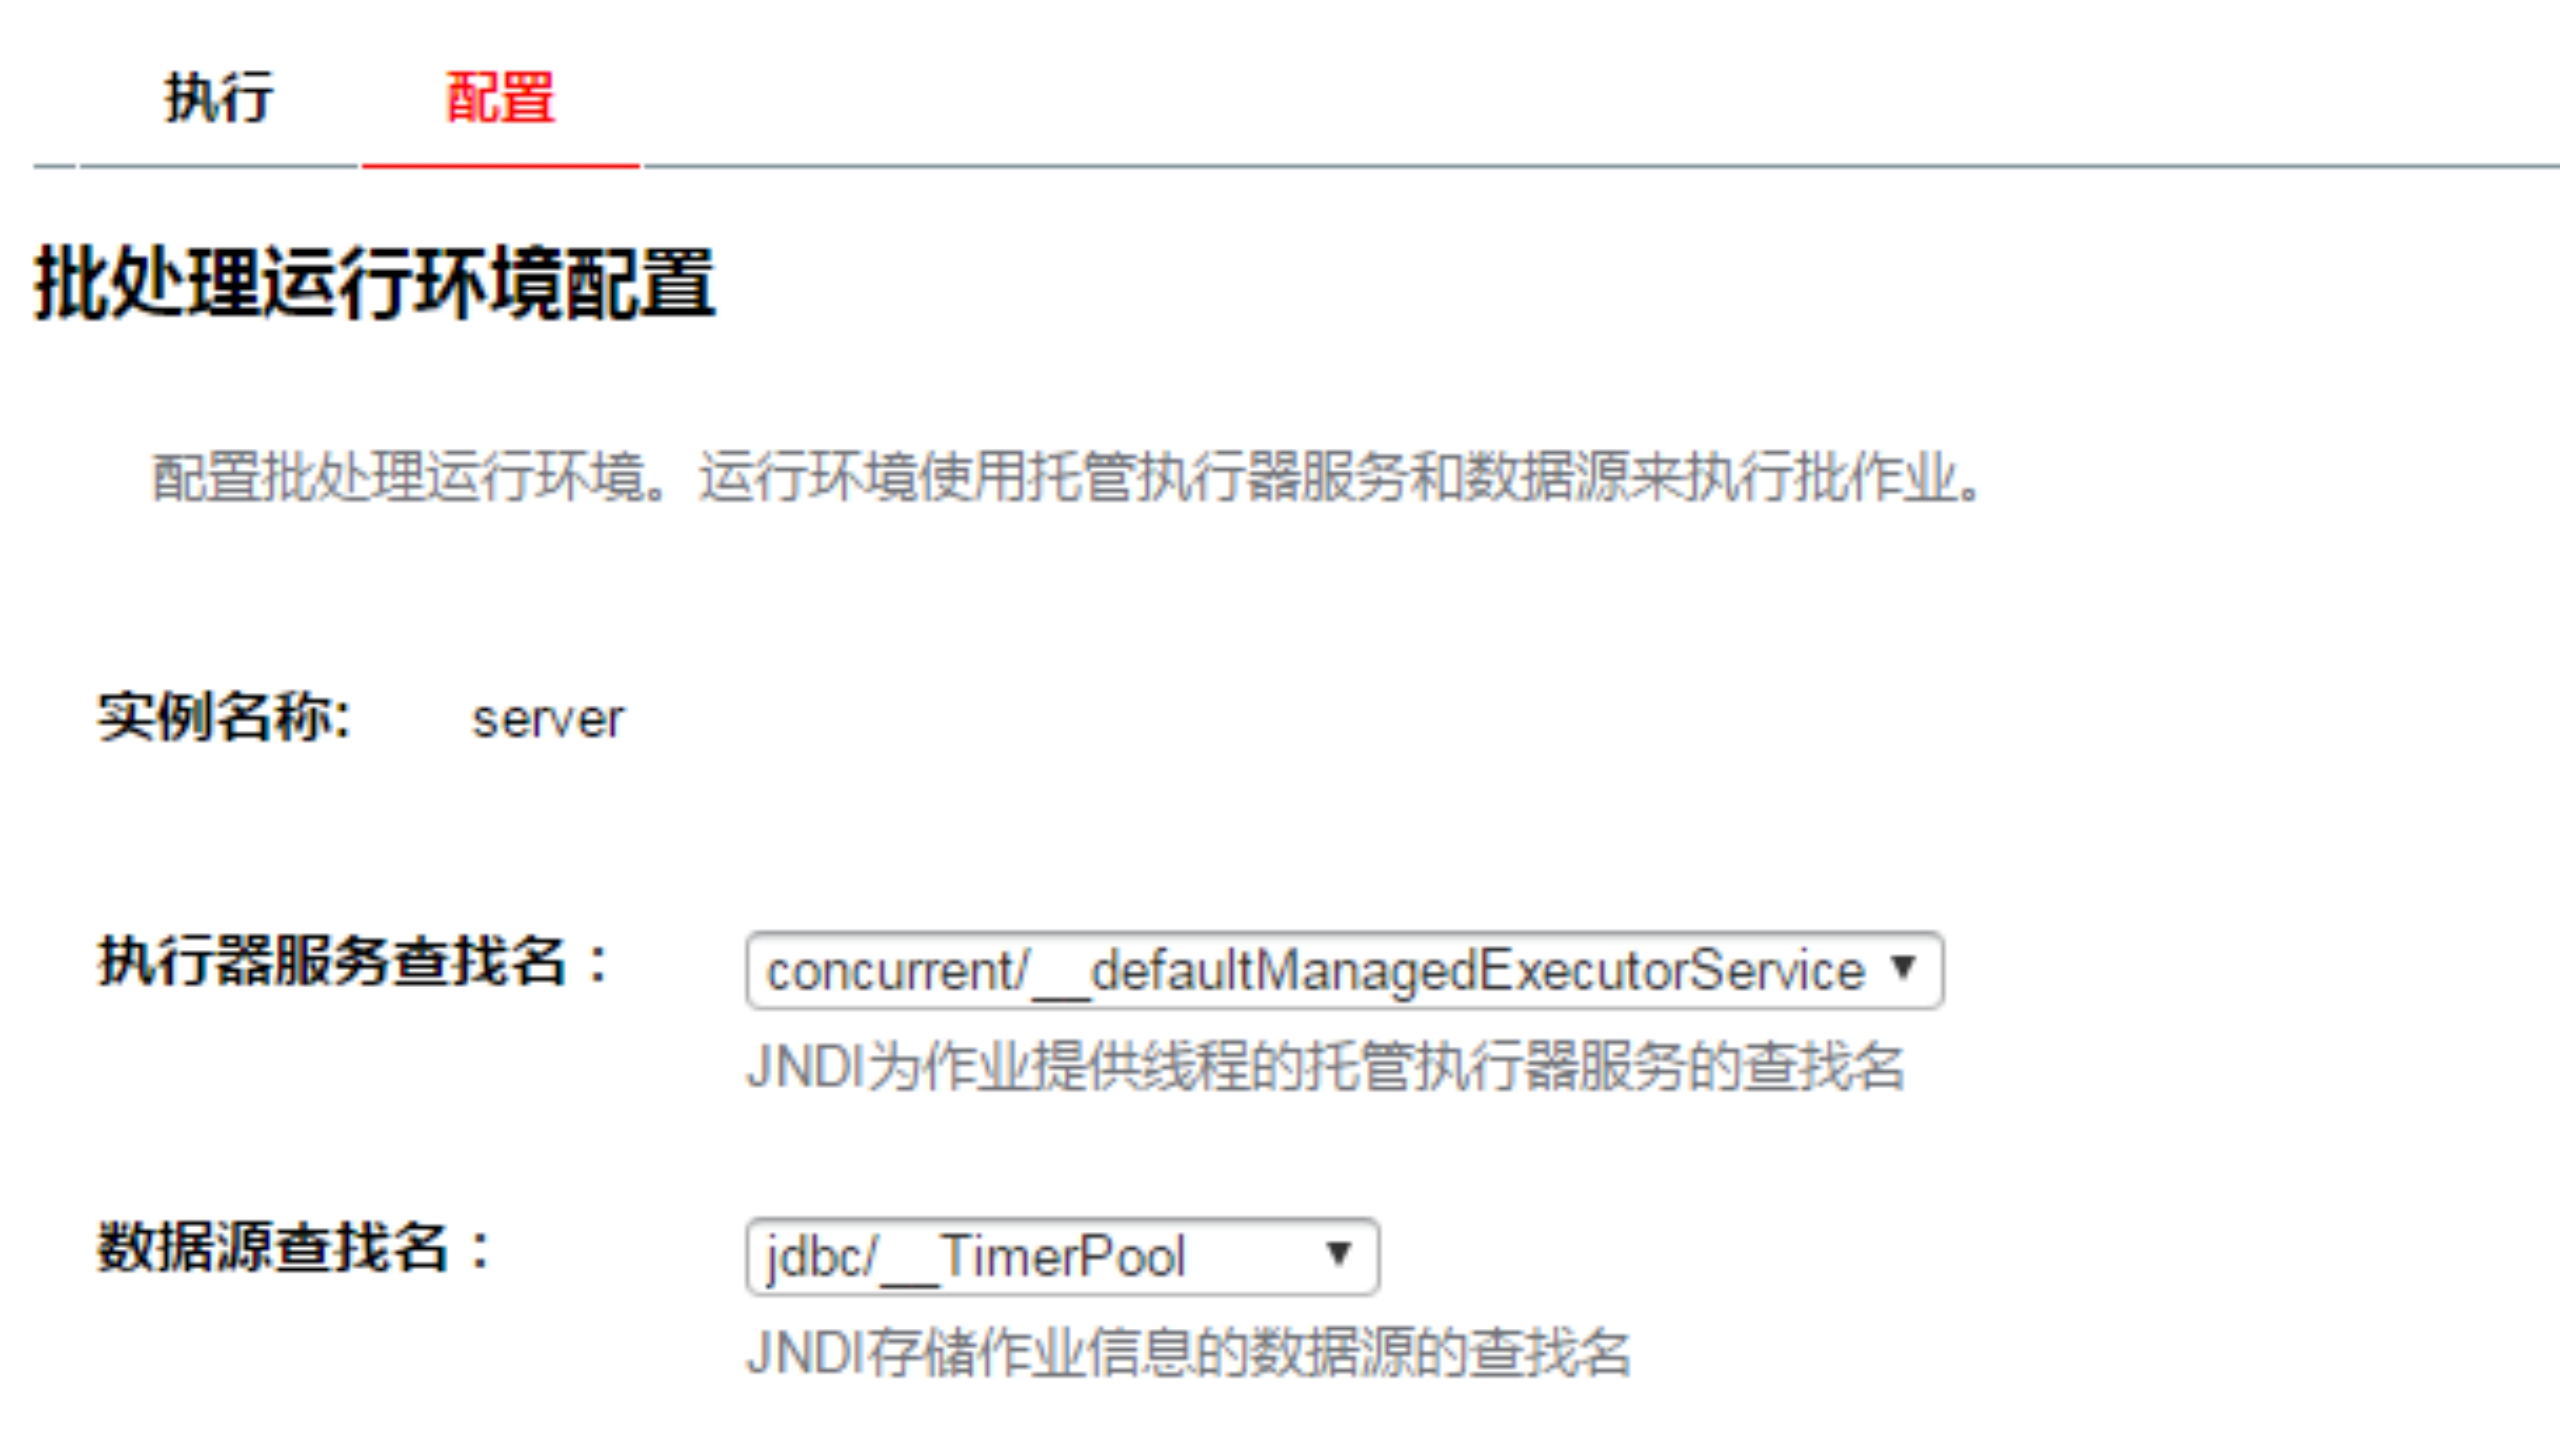 执行 配置
批处理运行环境配置
配置批处理运行环境。运行环境使用托管执行器服务和数据源来执行批作业。
实例名称: server
执行器服务查找名： concurrent/__defaultManagedExecutorService
JNDI为作业提供线程的托管执行器服务的查找名
数据源查找名： jdbc/__TimerPool
JNDI存储作业信息的数据源的查找名